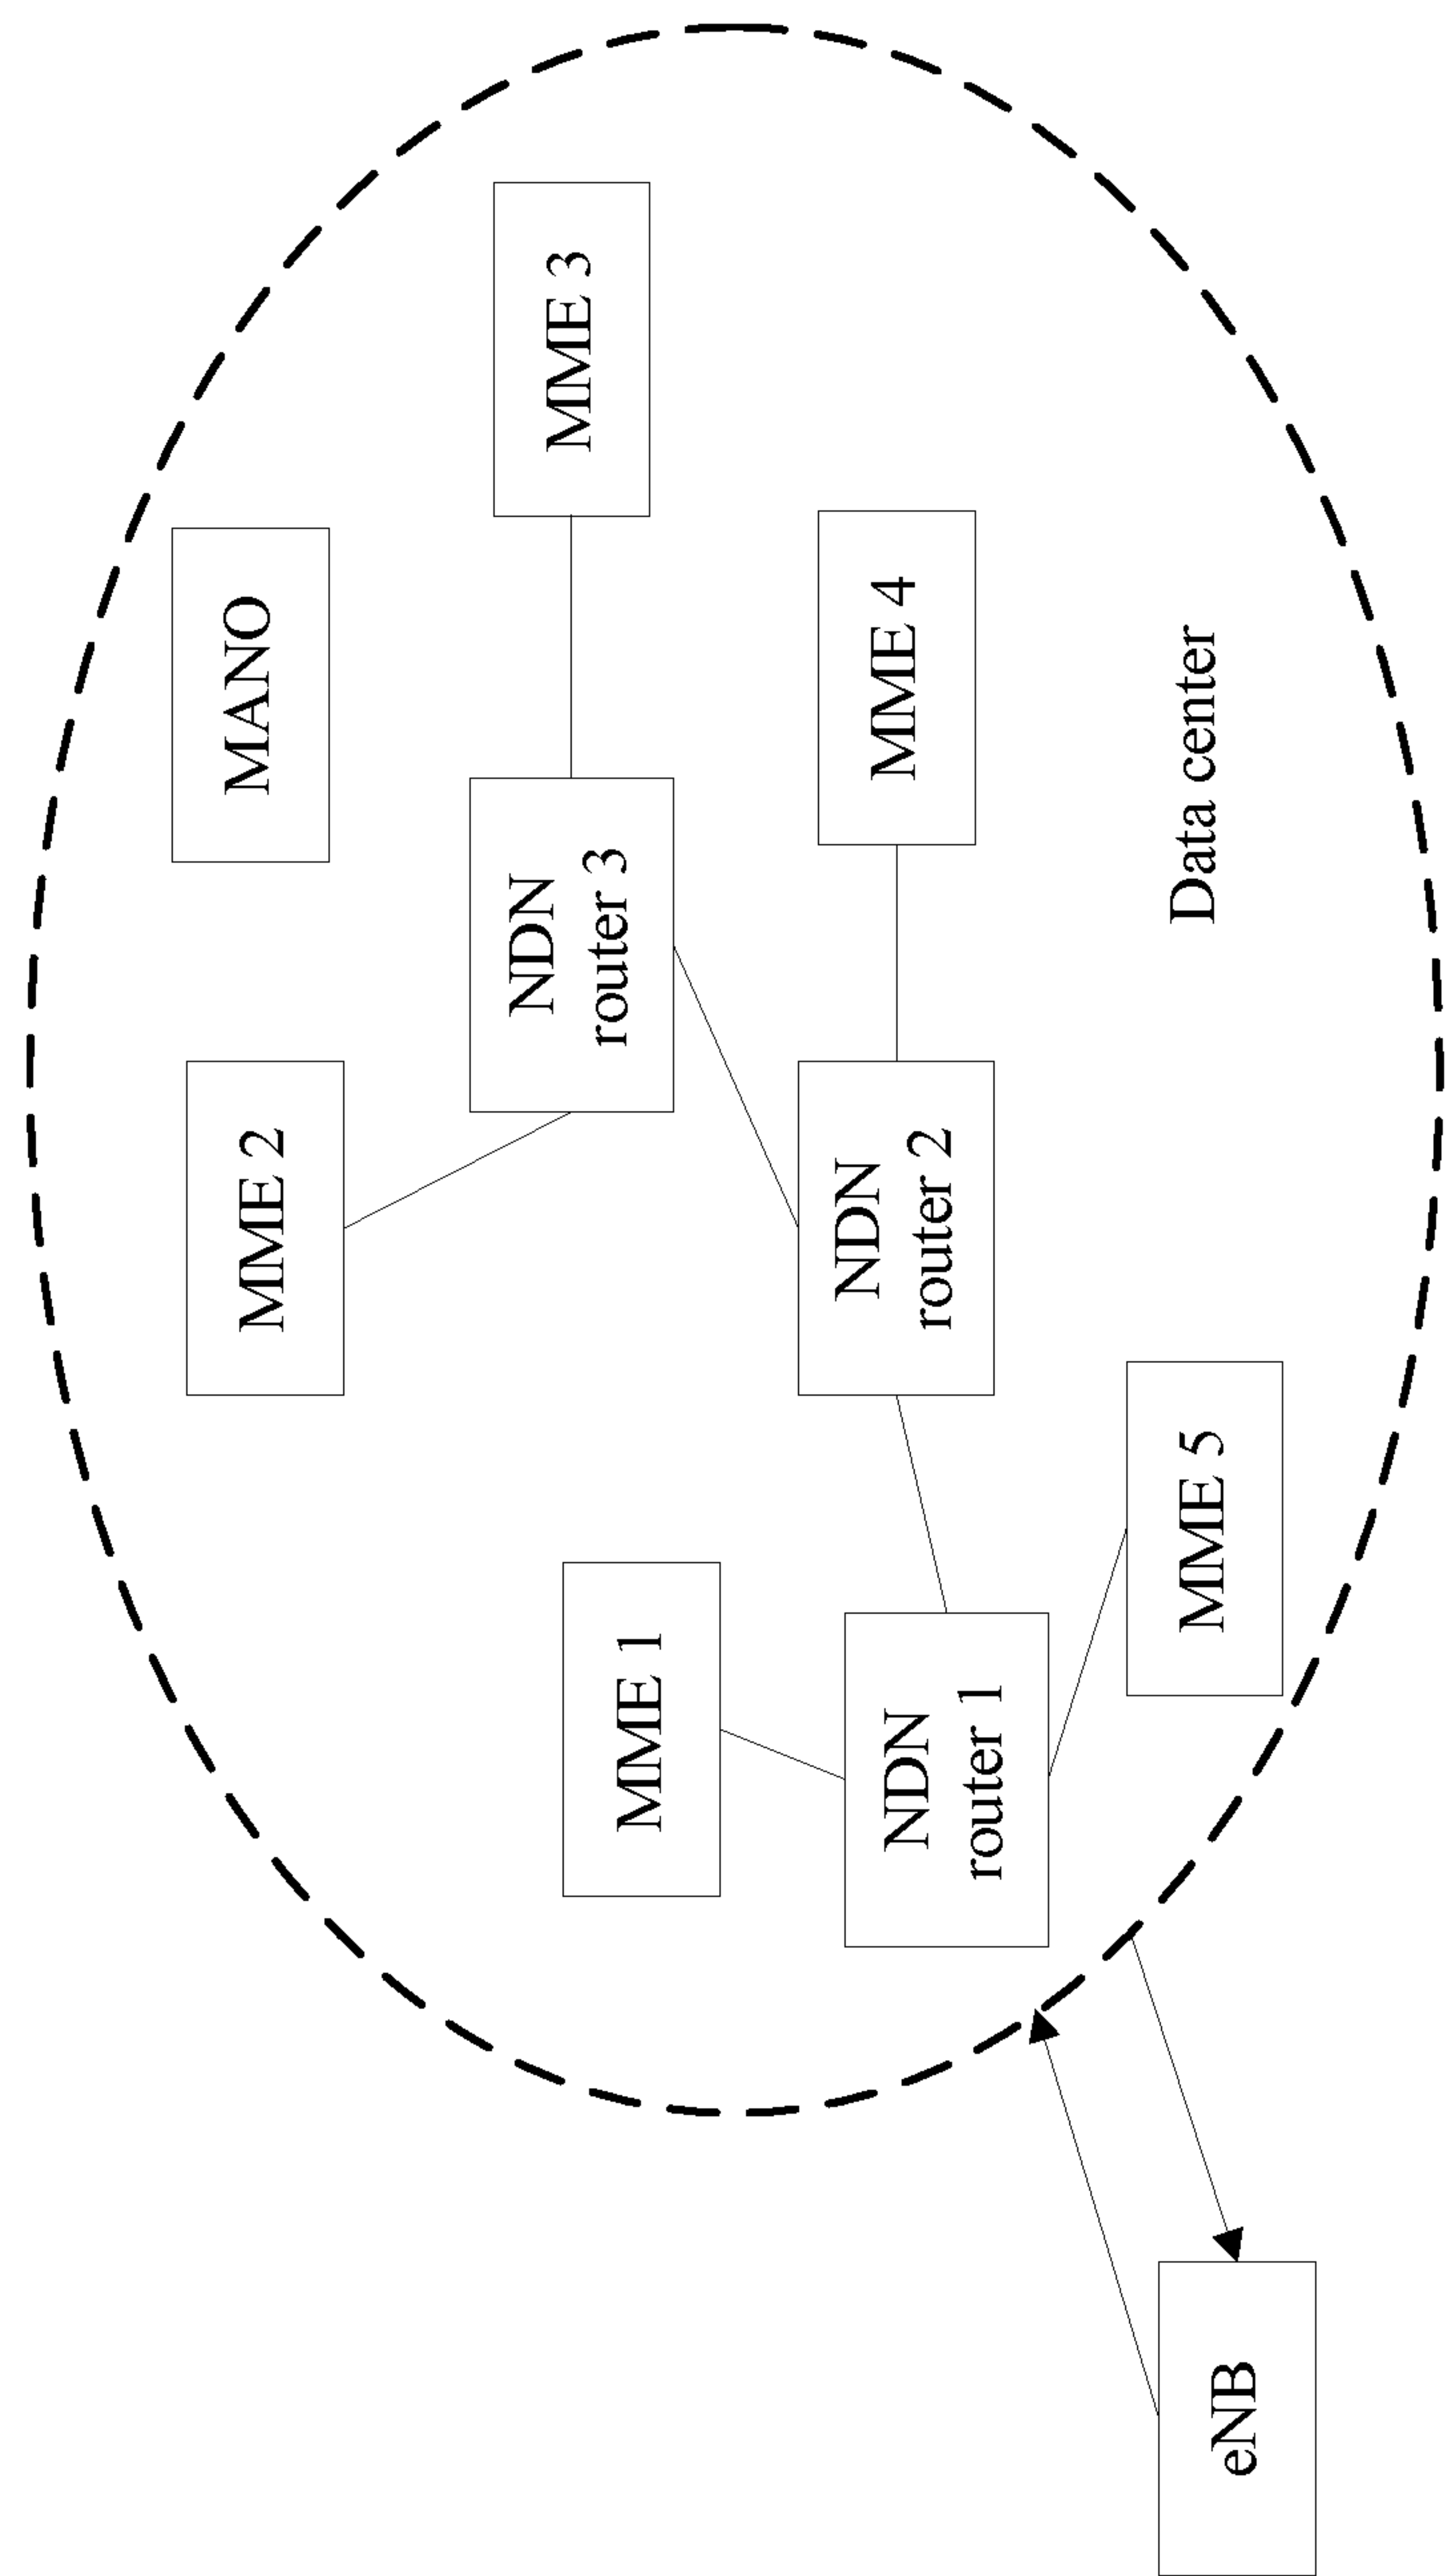 MANO
MME 2
MME 3
NDN
router 3
MME 1
MME 4
NDN
router 2
NDN
router 1
MME 5
Data center
eNB